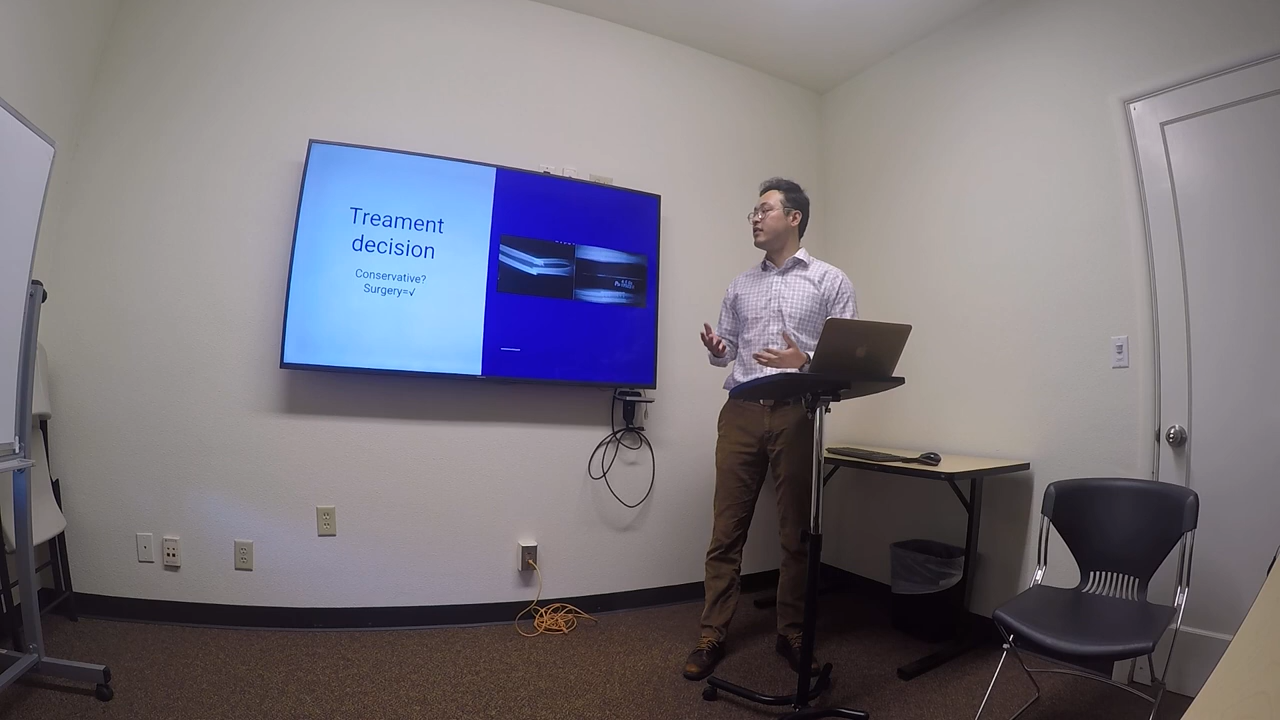 Treament
decision
Conservative?
Surgery=√